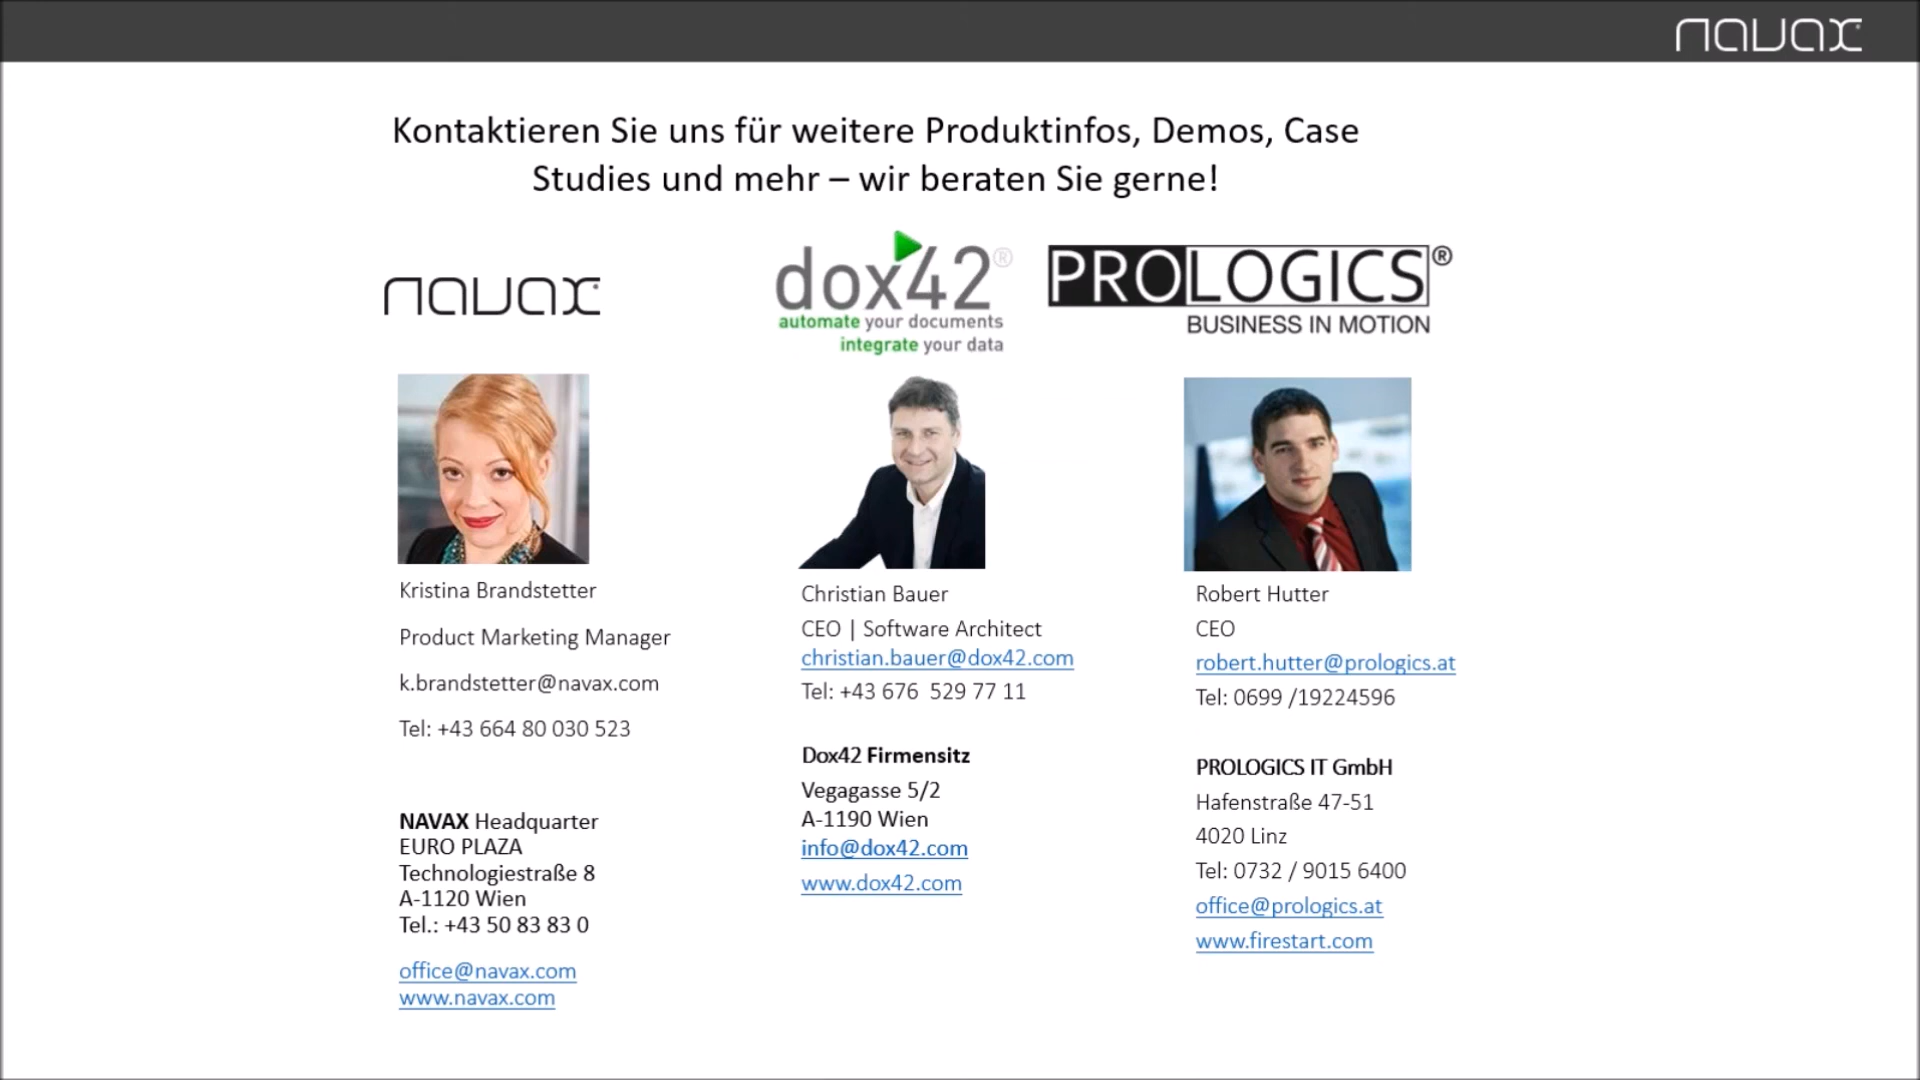 navax
Kontaktieren Sie uns für weitere Produktinfos, Demos, Case
Studies und mehr – wir beraten Sie gerne!
navax
dox42®
automate your documents
integrate your data
PROLOGICS®
BUSINESS IN MOTION
Kristina Brandstetter
Product Marketing Manager
k.brandstetter@navax.com
Tel: +43 664 80 030 523
NAVAX Headquarter
EURO PLAZA
Technologiestraße 8
A-1120 Wien
Tel.: +43 50 83 83 0
office@navax.com
www.navax.com
Christian Bauer
CEO | Software Architect
christian.bauer@dox42.com
Tel: +43 676  529 77 11
Dox42 Firmensitz
Vegagasse 5/2
A-1190 Wien
info@dox42.com
www.dox42.com
Robert Hutter
CEO
robert.hutter@prologics.at
Tel: 0699 /19224596
PROLOGICS IT GmbH
Hafenstraße 47-51
4020 Linz
Tel: 0732 / 9015 6400
office@prologics.at
www.firestart.com